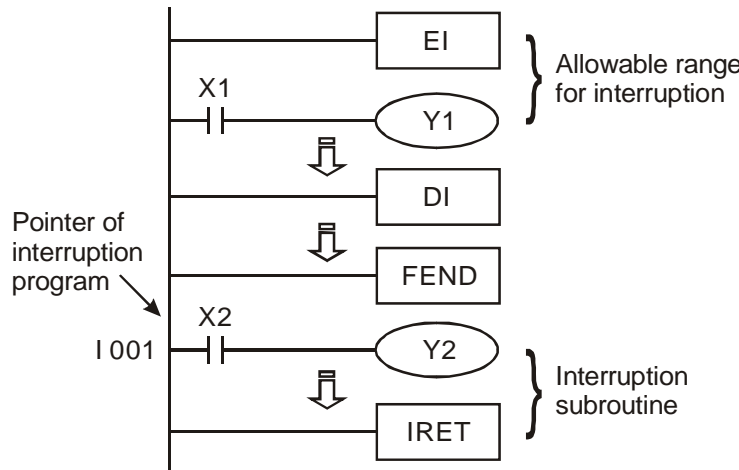 EI
Allowable range
for interruption
X1
Y1
DI
Pointer of
interruption
program
FEND
X2
I 001
Y2
Interruption
subroutine
IRET